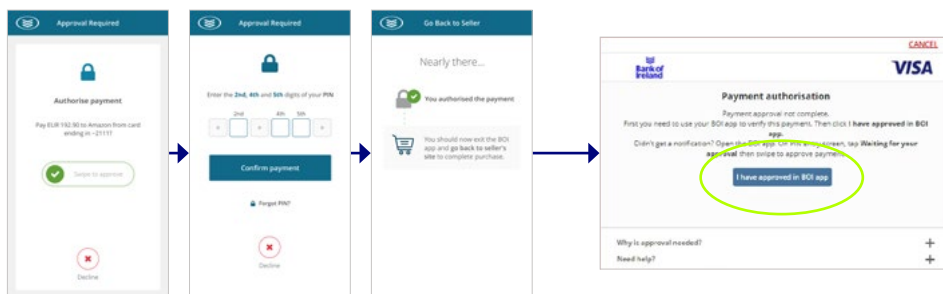 Approval Required
Authorise payment
Pay EUR 192.90 to Amazon from card
ending in -21111!
Swipe to approve
Decline
Approval Required
Enter the 2nd, 4th and 5th digits of your PIN
2nd 4th 5th
Confirm payment
Forgot PIN?
Decline
Go Back to Seller
Nearly there...
You authorised the payment
You should now exit the BOI
app and go back to seller's
site to complete purchase.
CANCEL
Bank of
Ireland
VISA
Payment authorisation
Payment approval not complete.
First you need to use your BOI app to verify this payment. Then click I have approved in BOI
app.
Didn't get a notification? Open the BOI app. On the entry screen, tap Waiting for your
approval then swipe to approve payment.
I have approved in BOI app
Why is approval needed?
Need help?